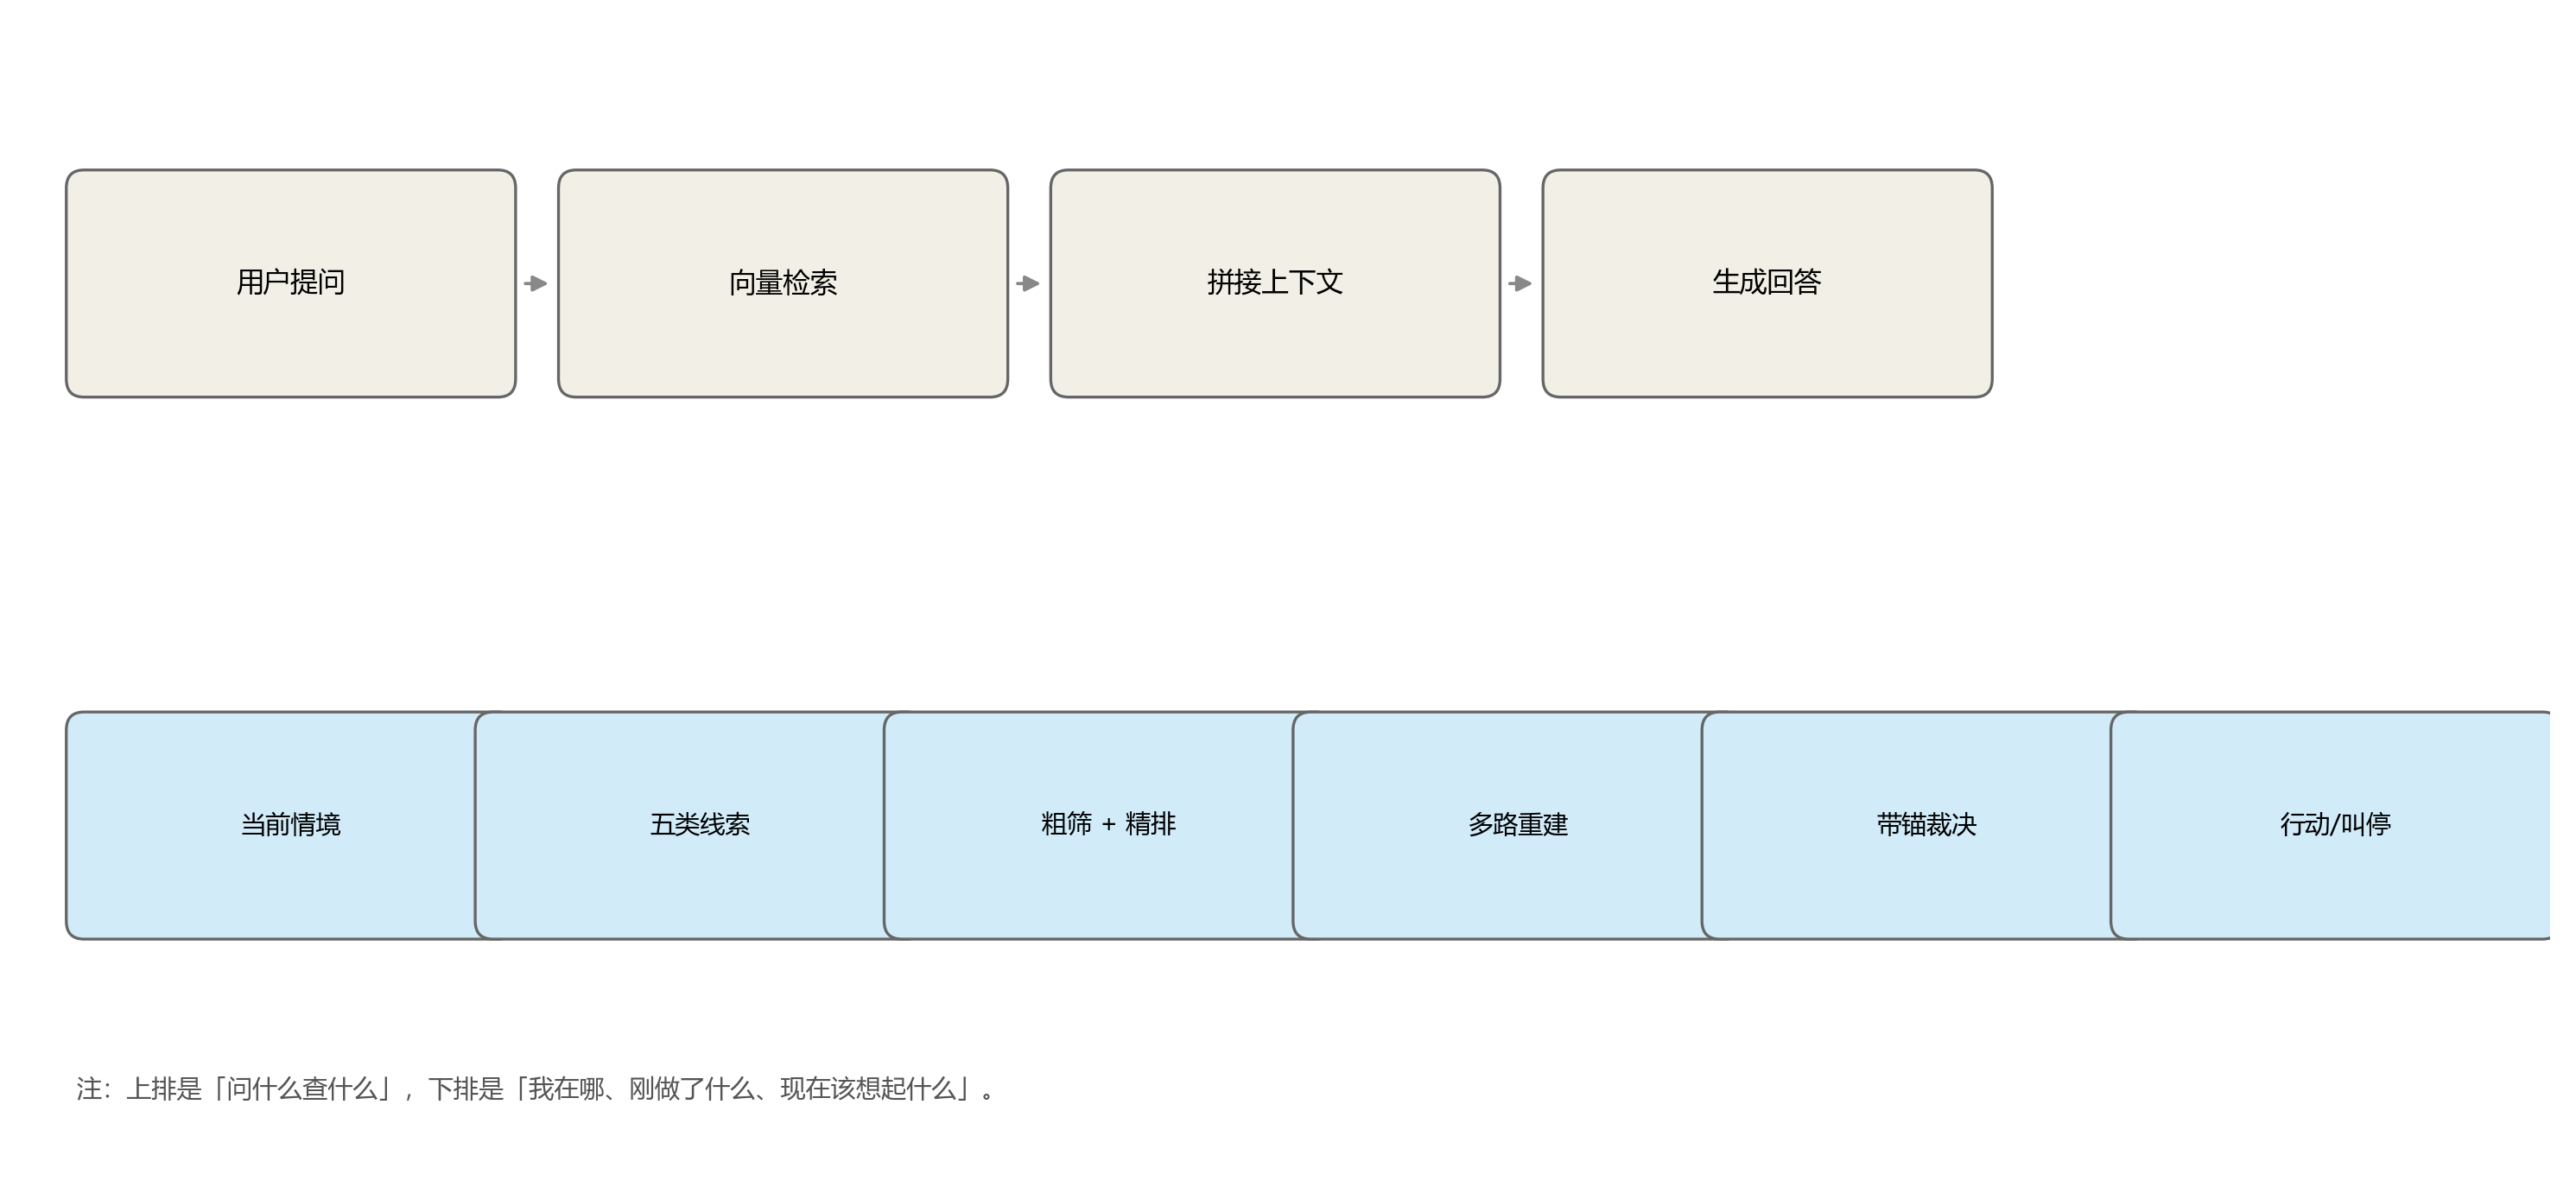 用户提问
向量检索
拼接上下文
生成回答
当前情境
五类线索
粗筛 + 精排
多路重建
带锚裁决
行动/叫停
注：上排是「问什么查什么」，下排是「我在哪、刚做了什么、现在该想起什么」。